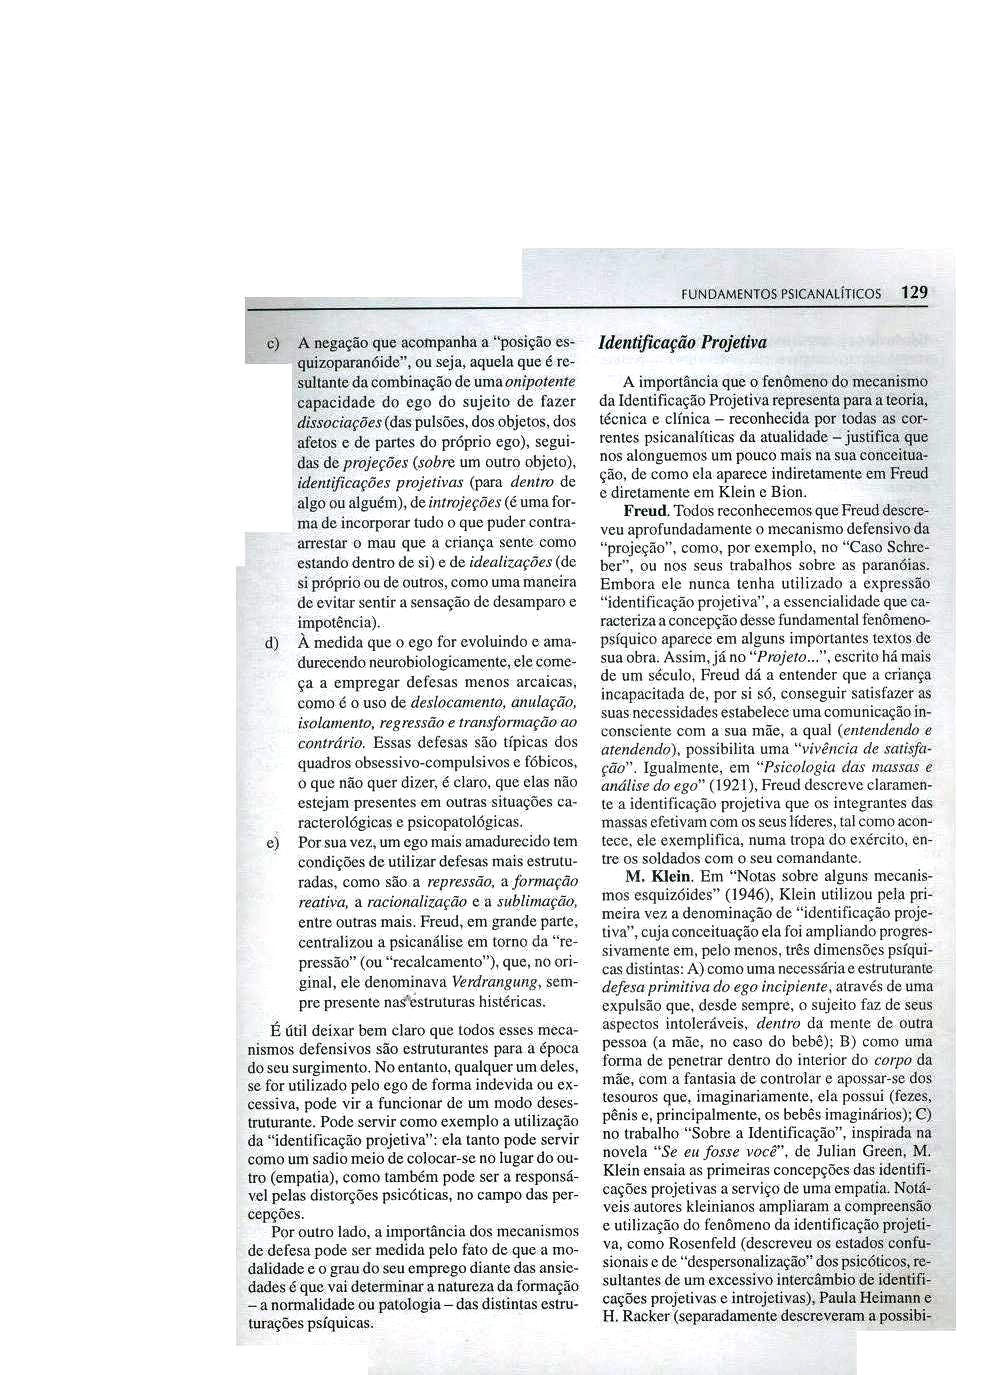 FUNDAMENTOS PSICANALÍTICOS 129
c) A negação que acompanha a “posição es-
quizoparanóide”, ou seja, aquela que é re-
sultante da combinação de uma onipotente
capacidade do ego do sujeito de fazer
dissociações (das pulsões, dos objetos, dos
afetos e de partes do próprio ego), segui-
das de projeções (sobre um outro objeto),
identificações projetivas (para dentro de
algo ou alguém), de introjeções (é uma for-
ma de incorporar tudo o que puder contra-
arrestar o mau que a criança sente como
estando dentro de si) e de idealizações (de
si próprio ou de outros, como uma maneira
de evitar sentir a sensação de desamparo e
impotência).
d) À medida que o ego for evoluindo e ama-
durecendo neurobiologicamente, ele come-
ça a empregar defesas menos arcaicas,
como é o uso de deslocamento, anulação,
isolamento, regressão e transformação ao
contrário. Essas defesas são típicas dos
quadros obsessivo-compulsivos e fóbicos,
o que não quer dizer, é claro, que elas não
estejam presentes em outras situações ca-
racterológicas e psicopatológicas.
e) Por sua vez, um ego mais amadurecido tem
condições de utilizar defesas mais estrutu-
radas, como são a repressão, a formação
reativa, a racionalização e a sublimação,
entre outras mais. Freud, em grande parte,
centralizou a psicanálise em torno da “re-
pressão” (ou “recalcamento”), que, no ori-
ginal, ele denominava Verdrangung, sem-
pre presente nas estruturas histéricas.
É útil deixar bem claro que todos esses meca-
nismos defensivos são estruturantes para a época
do seu surgimento. No entanto, qualquer um deles,
se for utilizado pelo ego de forma indevida ou ex-
cessiva, pode vir a funcionar de um modo deses-
truturante. Pode servir como exemplo a utilização
da “identificação projetiva”: ela tanto pode servir
como um sadio meio de colocar-se no lugar do ou-
tro (empatia), como também pode ser a responsá-
vel pelas distorções psicóticas, no campo das per-
cepções.
Por outro lado, a importância dos mecanismos
de defesa pode ser medida pelo fato de que a mo-
dalidade e o grau do seu emprego diante das ansie-
dades é que vai determinar a natureza da formação
– a normalidade ou patologia – das distintas estru-
turações psíquicas.
Identificação Projetiva
A importância que o fenômeno do mecanismo
da Identificação Projetiva representa para a teoria,
técnica e clínica – reconhecida por todas as cor-
rentes psicanalíticas da atualidade – justifica que
nos alonguemos um pouco mais na sua conceitua-
ção, de como ela aparece indiretamente em Freud
e diretamente em Klein e Bion.
Freud. Todos reconhecemos que Freud descre-
veu aprofundadamente o mecanismo defensivo da
“projeção”, como, por exemplo, no “Caso Schre-
ber”, ou nos seus trabalhos sobre as paranóias.
Embora ele nunca tenha utilizado a expressão
“identificação projetiva”, a essencialidade que ca-
racteriza a concepção desse fundamental fenômeno-
psíquico aparece em alguns importantes textos de
sua obra. Assim, já no “Projeto...”, escrito há mais
de um século, Freud dá a entender que a criança
incapacitada de, por si só, conseguir satisfazer as
suas necessidades estabelece uma comunicação in-
consciente com a sua mãe, a qual (entendendo e
atendendo), possibilita uma “vivência de satisfa-
ção”. Igualmente, em “Psicologia das massas e
análise do ego” (1921), Freud descreve claramen-
te a identificação projetiva que os integrantes das
massas efetivam com os seus líderes, tal como acon-
tece, ele exemplifica, numa tropa do exército, en-
tre os soldados com o seu comandante.
M. Klein. Em “Notas sobre alguns mecanis-
mos esquizóides” (1946), Klein utilizou pela pri-
meira vez a denominação de “identificação proje-
tiva”, cuja conceituação ela foi ampliando progres-
sivamente em, pelo menos, três dimensões psíqui-
cas distintas: A) como uma necessária e estruturante
defesa primitiva do ego incipiente, através de uma
expulsão que, desde sempre, o sujeito faz de seus
aspectos intoleráveis, dentro da mente de outra
pessoa (a mãe, no caso do bebê); B) como uma
forma de penetrar dentro do interior do corpo da
mãe, com a fantasia de controlar e apossar-se dos
tesouros que, imaginariamente, ela possui (fezes,
pênis e, principalmente, os bebês imaginários); C)
no trabalho “Sobre a Identificação”, inspirada na
novela “Se eu fosse você”, de Julian Green, M.
Klein ensaia as primeiras concepções das identifi-
cações projetivas a serviço de uma empatia. Notá-
veis autores kleinianos ampliaram a compreensão
e utilização do fenômeno da identificação projeti-
va, como Rosenfeld (descreveu os estados confu-
sionais e de “despersonalização” dos psicóticos, re-
sultantes de um excessivo intercâmbio de identifi-
cações projetivas e introjetivas), Paula Heimann e
H. Racker (separadamente descreveram a possibi-